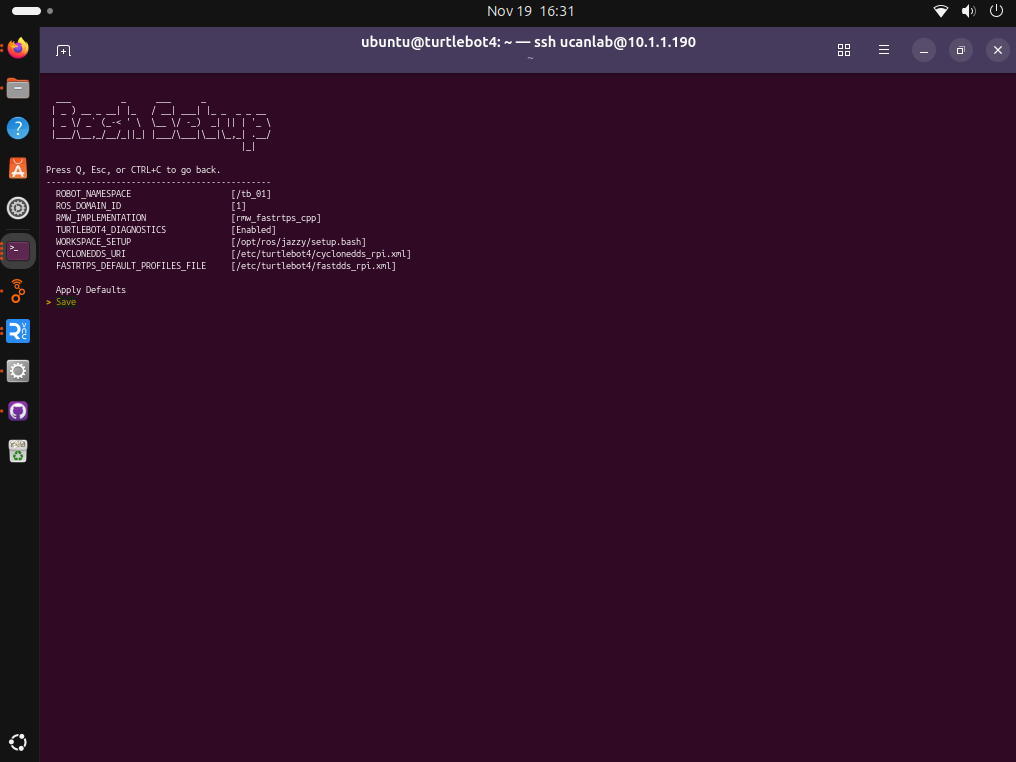 Nov 19 16:31
ubuntu@turtlebot4: ~ — ssh ucanlab@10.1.1.190
~
Bash Setup
Press Q, Esc, or CTRL+C to go back.
---------------------------------------------
ROBOT_NAMESPACE [/tb_01]
ROS_DOMAIN_ID [1]
RMW_IMPLEMENTATION [rmw_fastrtps_cpp]
TURTLEBOT4_DIAGNOSTICS [Enabled]
WORKSPACE_SETUP [/opt/ros/jazzy/setup.bash]
CYCLONEDDS_URI [/etc/turtlebot4/cyclonedds_rpi.xml]
FASTRTPS_DEFAULT_PROFILES_FILE [/etc/turtlebot4/fastdds_rpi.xml]
Apply Defaults
> Save